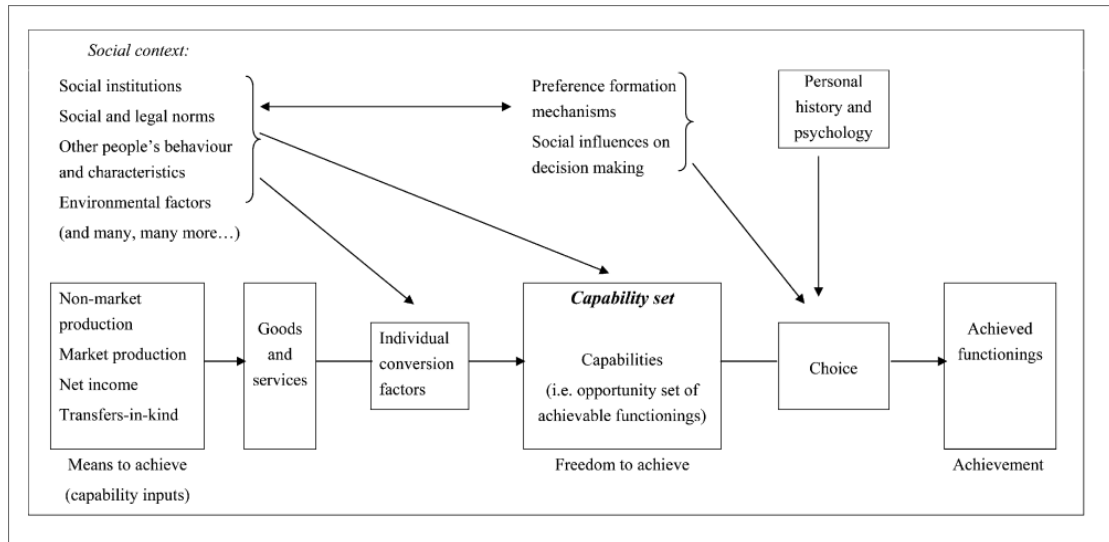 Social context:
Social institutions
Social and legal norms
Other people's behaviour
and characteristics
Environmental factors
(and many, many more…)
Preference formation
mechanisms
Social influences on
decision making
Personal
history and
psychology
Non-market
production
Market production
Net income
Transfers-in-kind
Means to achieve
(capability inputs)
Goods
and
services
Individual
conversion
factors
Capability set
Capabilities
(i.e. opportunity set of
achievable functionings)
Freedom to achieve
Choice
Achieved
functionings
Achievement